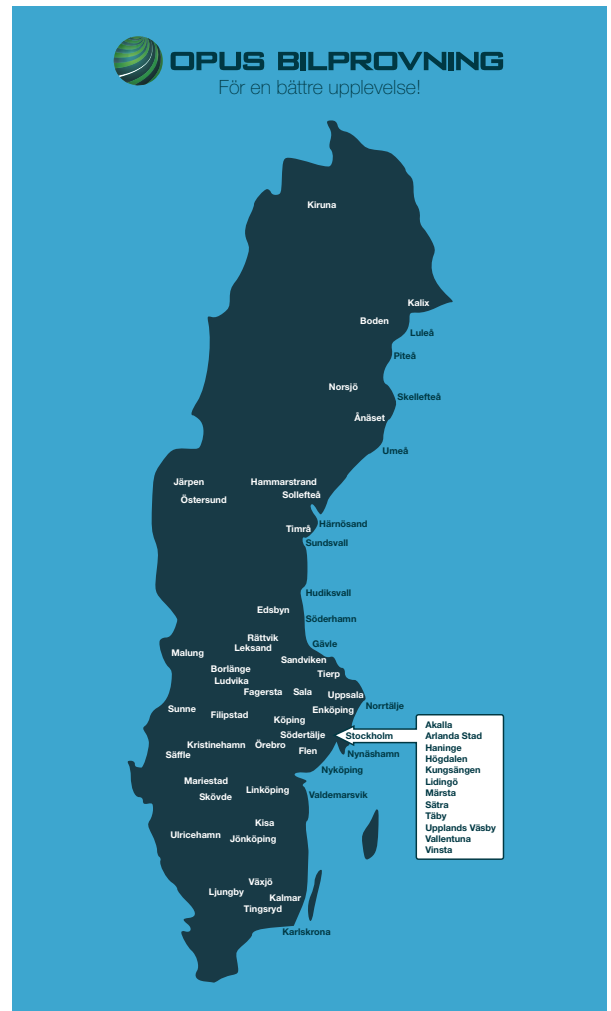 OPUS BILPROVNING
För en bättre upplevelse!
Kiruna
Kalix
Boden
Luleå
Piteå
Norsjö
Skellefteå
Ånäset
Umeå
Järpen
Hammarstrand
Östersund
Sollefteå
Timrå
Härnösand
Sundsvall
Hudiksvall
Edsbyn
Söderhamn
Rättvik
Leksand
Gävle
Malung
Sandviken
Borlänge
Tierp
Ludvika
Fagersta
Sala
Uppsala
Norrtälje
Sunne
Filipstad
Enköping
Köping
Södertälje
Stockholm
Kristinehamn
Örebro
Flen
Nynäshamn
Säffle
Nyköping
Mariestad
Linköping
Valdemarsvik
Skövde
Kisa
Ulricehamn
Jönköping
Växjö
Ljungby
Kalmar
Tingsryd
Karlskrona
Akalla
Arlanda Stad
Haninge
Högdalen
Kungsängen
Lidingö
Märsta
Sätra
Täby
Upplands Väsby
Vallentuna
Vinsta